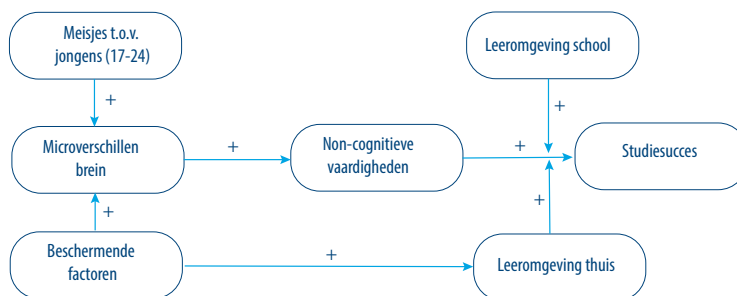 Meisjes t.o.v.
jongens (17-24)
Leeromgeving school
+
+
Microverschillen
brein
+
Non-cognitieve
vaardigheden
+
Studiesucces
+
+
Beschermende
factoren
+
Leeromgeving thuis